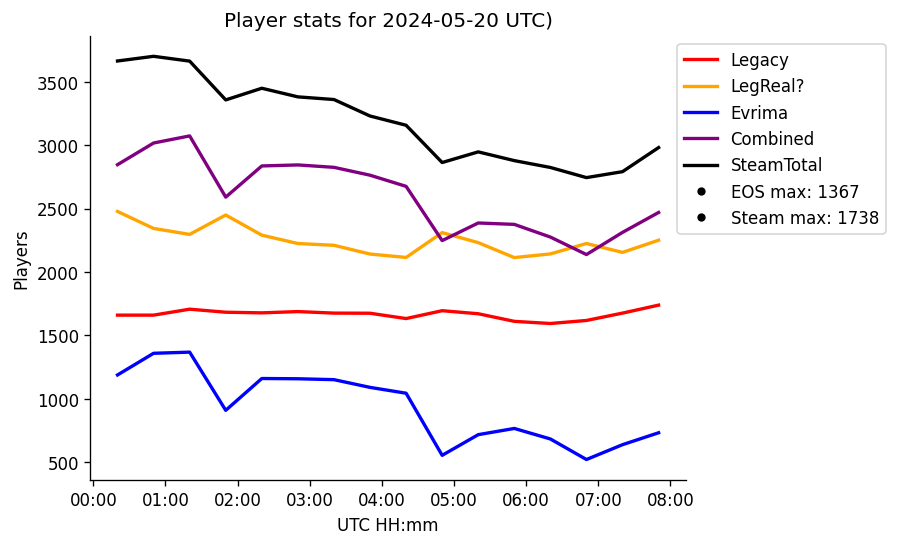 Player stats for 2024-05-20 UTC)
Legacy
LegReal?
Evrima
Combined
SteamTotal
EOS max: 1367
Steam max: 1738
Players
3500
3000
2500
2000
1500
1000
500
00:00 01:00 02:00 03:00 04:00 05:00 06:00 07:00 08:00
UTC HH:mm